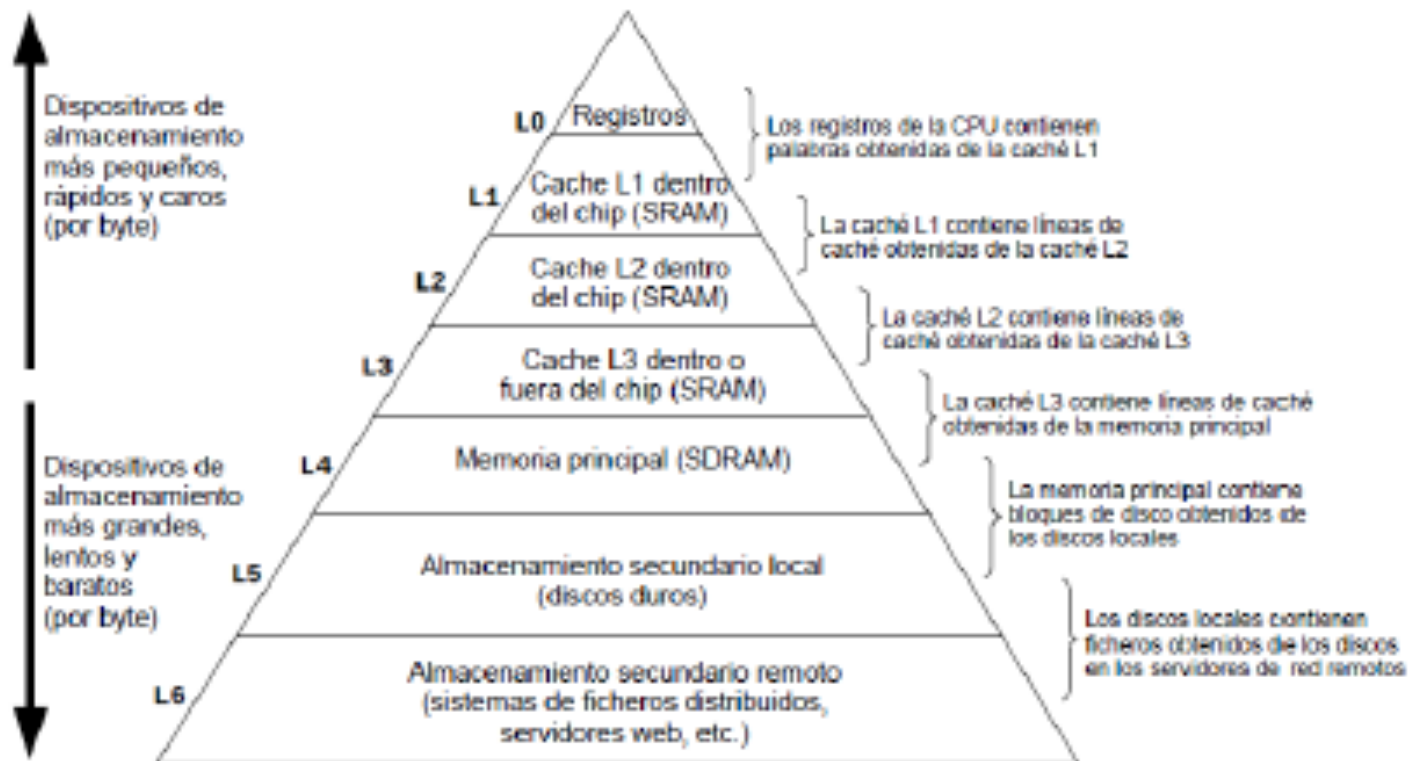 Dispositivos de
almacenamiento
más pequeños,
rápidos y caros
(por byte)
Dispositivos de
almacenamiento
más grandes,
lentos y
baratos
(por byte)
L0
Registros
L1
Cache L1 dentro
del chip (SRAM)
L2
Cache L2 dentro
del chip (SRAM)
L3
Cache L3 dentro o
fuera del chip (SRAM)
L4
Memoria principal (SDRAM)
L5
Almacenamiento secundario local
(discos duros)
L6
Almacenamiento secundario remoto
(sistemas de ficheros distribuidos,
servidores web, etc.)
Los registros de la CPU contienen
palabras obtenidas de la caché L1
La caché L1 contiene líneas de
caché obtenidas de la caché L2
La caché L2 contiene líneas de
caché obtenidas de la caché L3
La caché L3 contiene líneas de caché
obtenidas de la memoria principal
La memoria principal contiene
bloques de disco obtenidos de
los discos locales
Los discos locales contienen
ficheros obtenidos de los discos
en los servidores de red remotos